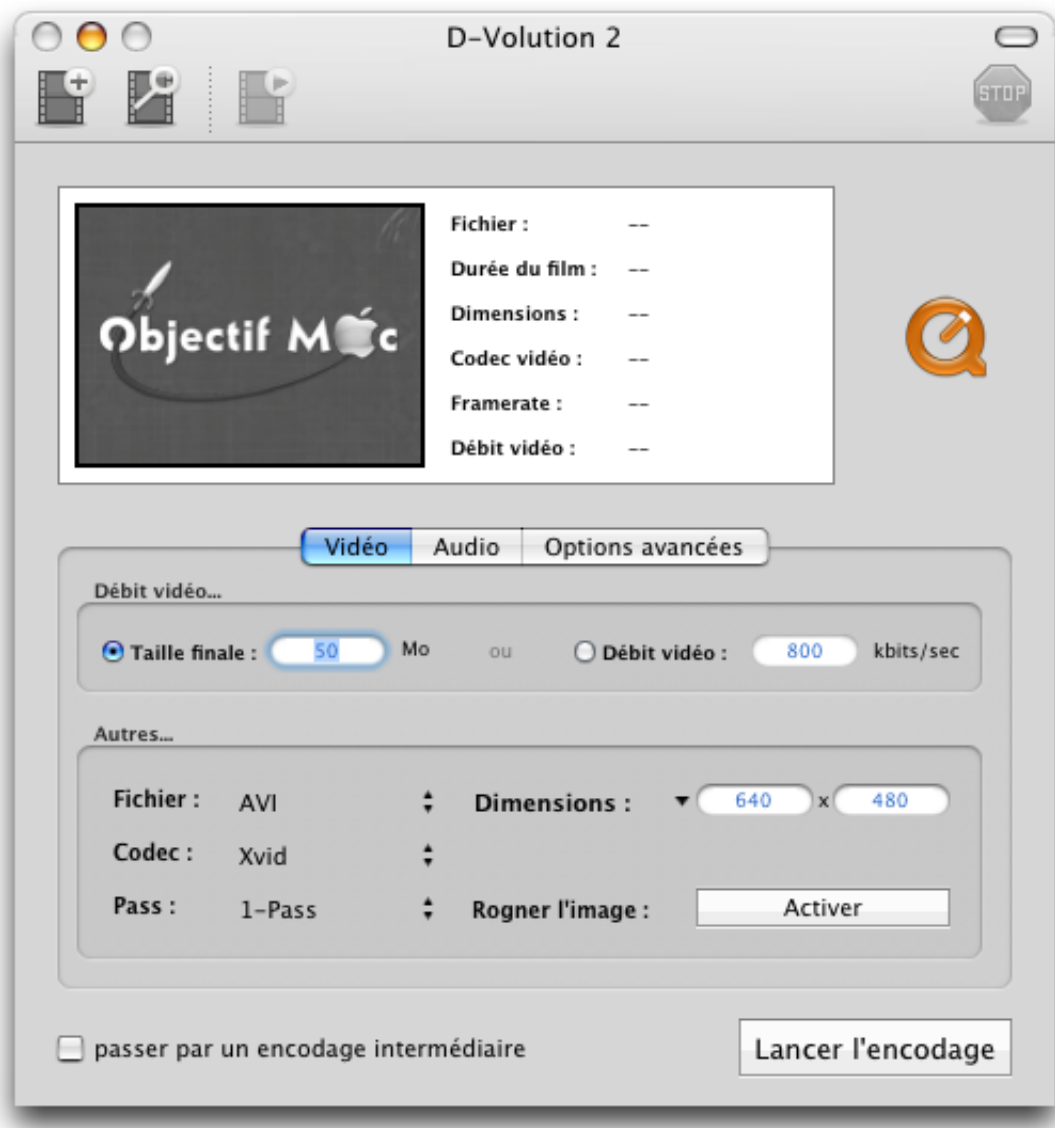 D-Volution 2
STOP
Objectif Mac
Fichier : --
Durée du film : --
Dimensions : --
Codec vidéo : --
Framerate : --
Débit vidéo : --
Vidéo Audio Options avancées
Débit vidéo...
Taille finale : 50 Mo ou Débit vidéo : 800 kbits/sec
Autres...
Fichier : AVI Dimensions : 640 x 480
Codec : Xvid
Pass : 1-Pass Rogner l'image : Activer
passer par un encodage intermédiaire Lancer l'encodage